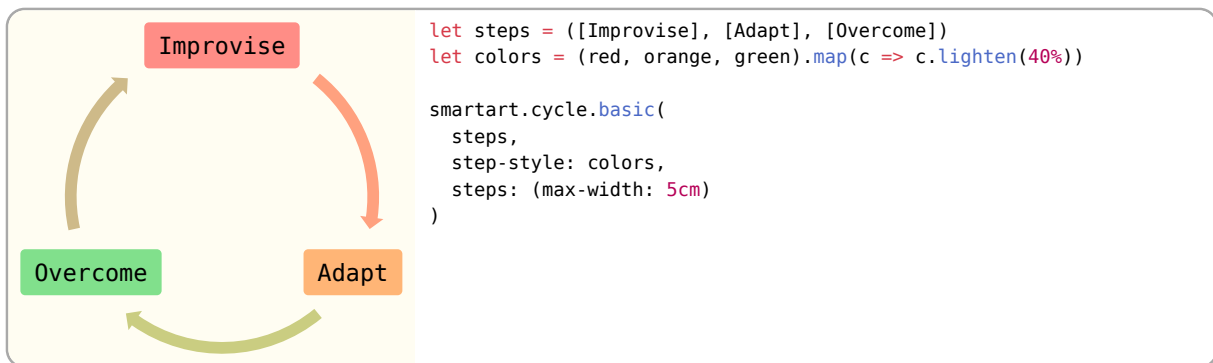 Improvise
Overcome
Adapt
let steps = ([Improvise], [Adapt], [Overcome])
let colors = (red, orange, green).map(c => c.lighten(40%))

smartart.cycle.basic(
  steps,
  step-style: colors,
  steps: (max-width: 5cm)
)